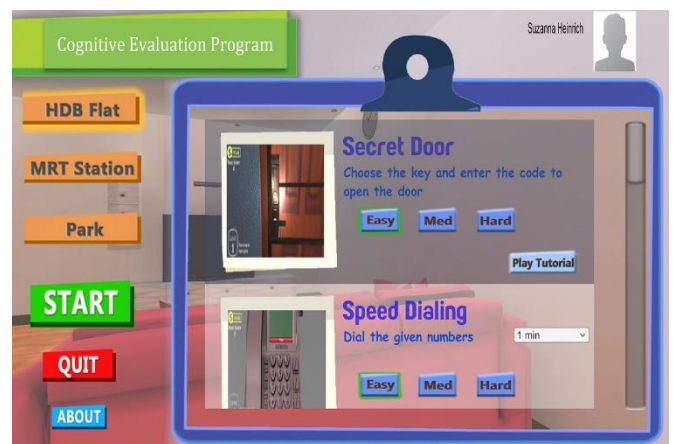 Cognitive Evaluation Program
Suzanna Heinrich
HDB Flat
MRT Station
Park
START
QUIT
ABOUT
Secret Door
Choose the key and enter the code to
open the door
Easy Med Hard
Play Tutorial
Speed Dialing
Dial the given numbers
1 min
Easy Med Hard